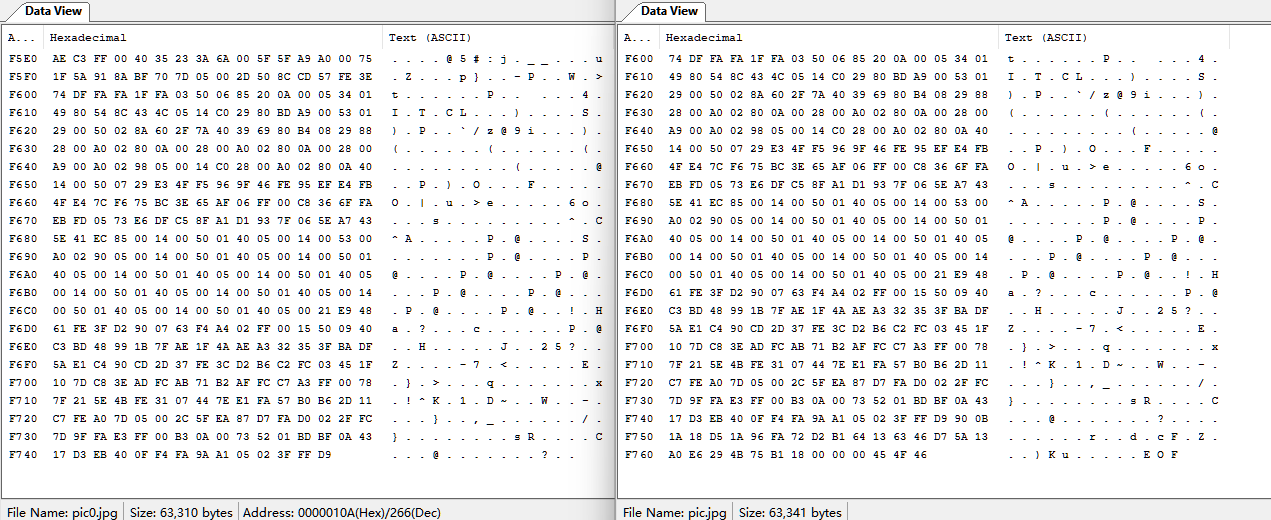 Data View
A... Hexadecimal Text (ASCII)
F5E0 AE C3 FF 00 40 35 23 3A 6A 00 5F 5F A9 A0 00 75 . . . . @ 5 # : j . _ _ . . . u
F5F0 1F 5A 91 8A BF 70 7D 05 00 2D 50 8C CD 57 FE 3E . Z . . . p } . . - P . . W . >
F600 74 DF FA FA 1F FA 03 50 06 85 20 0A 00 05 34 01 t . . . . . . P . .   . . . 4 .
F610 49 80 54 8C 43 4C 05 14 C0 29 80 BD A9 00 53 01 I . T . C L . . . ) . . . . S .
F620 29 00 50 02 8A 60 2F 7A 40 39 69 80 B4 08 29 88 ) . P . . ` / z @ 9 i . . . ) .
F630 28 00 A0 02 80 0A 00 28 00 A0 02 80 0A 00 28 00 ( . . . . . . ( . . . . . . ( .
F640 A9 00 A0 02 98 05 00 14 C0 28 00 A0 02 80 0A 40 . . . . . . . . . ( . . . . . @
F650 14 00 50 07 29 E3 4F F5 96 9F 46 FE 95 EF E4 FB . . P . ) . O . . . F . . . . .
F660 4F E4 7C F6 75 BC 3E 65 AF 06 FF 00 C8 36 6F FA O . | . u . > e . . . . . 6 o .
F670 EB FD 05 73 E6 DF C5 8F A1 D1 93 7F 06 5E A7 43 . . . s . . . . . . . . . ^ . C
F680 5E 41 EC 85 00 14 00 50 01 40 05 00 14 00 53 00 ^ A . . . . . P . @ . . . . S .
F690 A0 02 90 05 00 14 00 50 01 40 05 00 14 00 50 01 . . . . . . . P . @ . . . . P .
F6A0 40 05 00 14 00 50 01 40 05 00 14 00 50 01 40 05 @ . . . . P . @ . . . . P . @ .
F6B0 00 14 00 50 01 40 05 00 14 00 50 01 40 05 00 14 . . . P . @ . . . . P . @ . . .
F6C0 00 50 01 40 05 00 14 00 50 01 40 05 00 21 E9 48 . P . @ . . . . P . @ . . ! . H
F6D0 61 FE 3F D2 90 07 63 F4 A4 02 FF 00 15 50 09 40 a . ? . . . c . . . . . . P . @
F6E0 C3 BD 48 99 1B 7F AE 1F 4A AE A3 32 35 3F BA DF . . H . . . . . J . . 2 5 ? . .
F6F0 5A E1 C4 90 CD 2D 37 FE 3C D2 B6 C2 FC 03 45 1F Z . . . . - 7 . < . . . . . E .
F700 10 7D C8 3E AD FC AB 71 B2 AF FC C7 A3 FF 00 78 . } . > . . . q . . . . . . . x
F710 7F 21 5E 4B FE 31 07 44 7E E1 FA 57 B0 B6 2D 11 . ! ^ K . 1 . D ~ . . W . . - .
F720 C7 FE A0 7D 05 00 2C 5F EA 87 D7 FA D0 02 2F FC . . . } . . , _ . . . . . . / .
F730 7D 9F FA E3 FF 00 B3 0A 00 73 52 01 BD BF 0A 43 } . . . . . . . . s R . . . . C
F740 17 D3 EB 40 0F F4 FA 9A A1 05 02 3F FF D9 . . . @ . . . . . . . ? . .
File Name: pic0.jpg Size: 63,310 bytes Address: 0000010A(Hex)/266(Dec)
Data View
A... Hexadecimal Text (ASCII)
F600 74 DF FA FA 1F FA 03 50 06 85 20 0A 00 05 34 01 t . . . . . . P . .   . . . 4 .
F610 49 80 54 8C 43 4C 05 14 C0 29 80 BD A9 00 53 01 I . T . C L . . . ) . . . . S .
F620 29 00 50 02 8A 60 2F 7A 40 39 69 80 B4 08 29 88 ) . P . . ` / z @ 9 i . . . ) .
F630 28 00 A0 02 80 0A 00 28 00 A0 02 80 0A 00 28 00 ( . . . . . . ( . . . . . . ( .
F640 A9 00 A0 02 98 05 00 14 C0 28 00 A0 02 80 0A 40 . . . . . . . . . ( . . . . . @
F650 14 00 50 07 29 E3 4F F5 96 9F 46 FE 95 EF E4 FB . . P . ) . O . . . F . . . . .
F660 4F E4 7C F6 75 BC 3E 65 AF 06 FF 00 C8 36 6F FA O . | . u . > e . . . . . 6 o .
F670 EB FD 05 73 E6 DF C5 8F A1 D1 93 7F 06 5E A7 43 . . . s . . . . . . . . . ^ . C
F680 5E 41 EC 85 00 14 00 50 01 40 05 00 14 00 53 00 ^ A . . . . . P . @ . . . . S .
F690 A0 02 90 05 00 14 00 50 01 40 05 00 14 00 50 01 . . . . . . . P . @ . . . . P .
F6A0 40 05 00 14 00 50 01 40 05 00 14 00 50 01 40 05 @ . . . . P . @ . . . . P . @ .
F6B0 00 14 00 50 01 40 05 00 14 00 50 01 40 05 00 14 . . . P . @ . . . . P . @ . . .
F6C0 00 50 01 40 05 00 14 00 50 01 40 05 00 21 E9 48 . P . @ . . . . P . @ . . ! . H
F6D0 61 FE 3F D2 90 07 63 F4 A4 02 FF 00 15 50 09 40 a . ? . . . c . . . . . . P . @
F6E0 C3 BD 48 99 1B 7F AE 1F 4A AE A3 32 35 3F BA DF . . H . . . . . J . . 2 5 ? . .
F6F0 5A E1 C4 90 CD 2D 37 FE 3C D2 B6 C2 FC 03 45 1F Z . . . . - 7 . < . . . . . E .
F700 10 7D C8 3E AD FC AB 71 B2 AF FC C7 A3 FF 00 78 . } . > . . . q . . . . . . . x
F710 7F 21 5E 4B FE 31 07 44 7E E1 FA 57 B0 B6 2D 11 . ! ^ K . 1 . D ~ . . W . . - .
F720 C7 FE A0 7D 05 00 2C 5F EA 87 D7 FA D0 02 2F FC . . . } . . , _ . . . . . . / .
F730 7D 9F FA E3 FF 00 B3 0A 00 73 52 01 BD BF 0A 43 } . . . . . . . . s R . . . . C
F740 17 D3 EB 40 0F F4 FA 9A A1 05 02 3F FF D9 90 0B . . . @ . . . . . . . ? . . . .
F750 1A 18 D5 1A 96 FA 72 D2 B1 64 13 63 46 D7 5A 13 . . . . . . r . . d . c F . Z .
F760 A0 E6 29 4B 75 B1 18 00 00 00 45 4F 46 . . ) K u . . . . . E O F
File Name: pic.jpg Size: 63,341 bytes